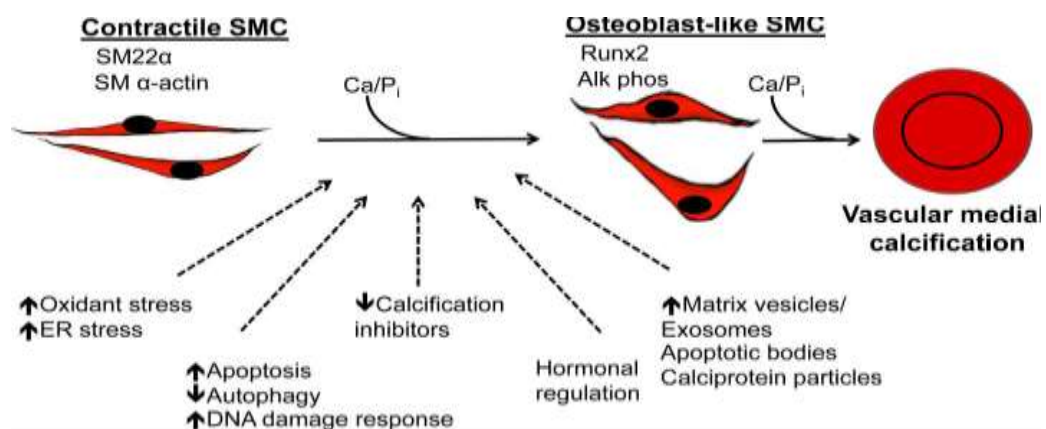 Contractile SMC
SM22α
SM α-actin
Ca/Pi
Osteoblast-like SMC
Runx2
Alk phos
Ca/Pi
Vascular medial
calcification
↑Oxidant stress
↑ER stress
↑Apoptosis
↓Autophagy
↑DNA damage response
↓Calcification
inhibitors
Hormonal
regulation
↑Matrix vesicles/
Exosomes
Apoptotic bodies
Calciprotein particles